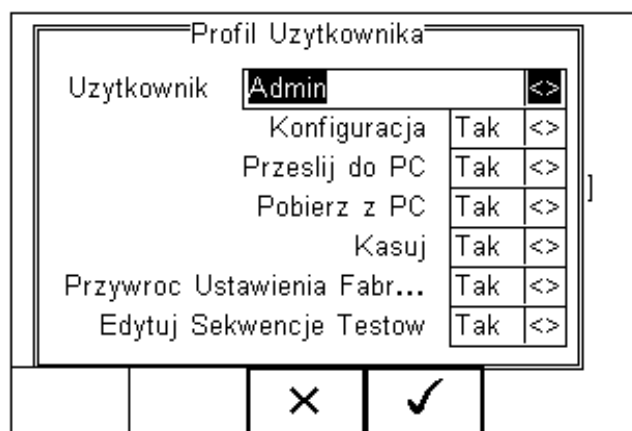 Profil Uzytkownika
Uzytkownik Admin <>
Konfiguracja Tak <>
Przeslij do PC Tak <>
Pobierz z PC Tak <>
Kasuj Tak <>
Przywroc Ustawienia Fabr... Tak <>
Edytuj Sekwencje Testow Tak <>
]